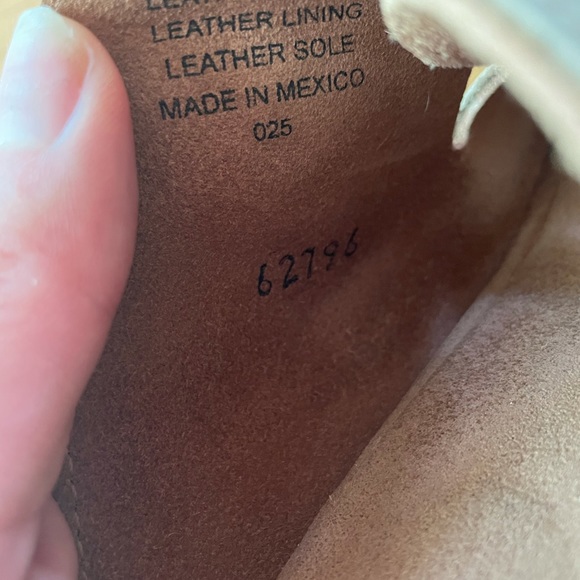 LEATHER LINING
LEATHER SOLE
MADE IN MEXICO
025
62796